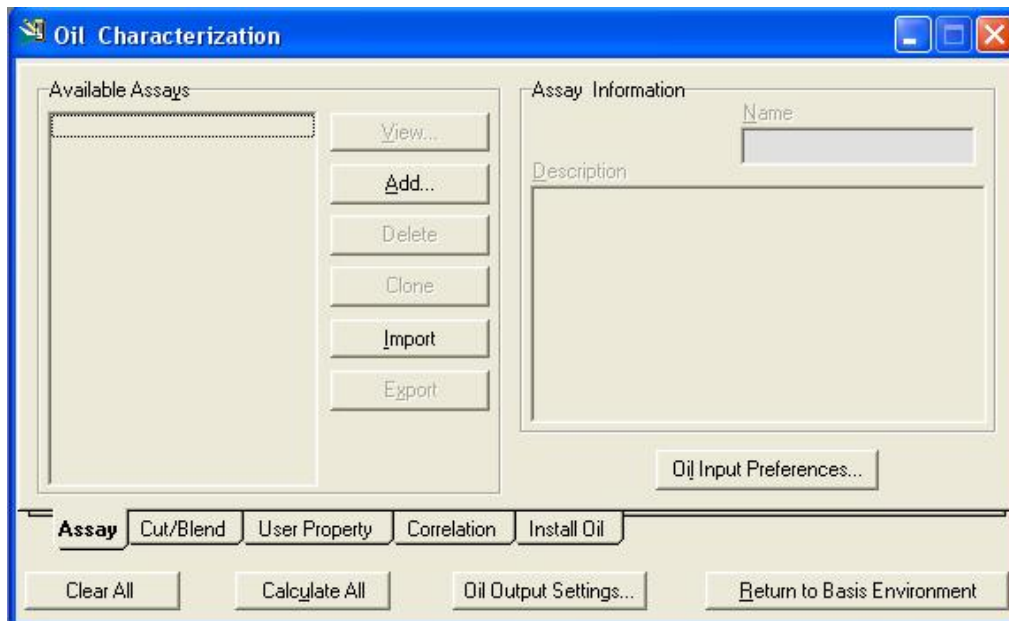 Oil Characterization
Available Assays
View...
Add...
Delete
Clone
Import
Export
Assay Information
Name
Description
Oil Input Preferences...
Assay Cut/Blend User Property Correlation Install Oil
Clear All Calculate All Oil Output Settings... Return to Basis Environment